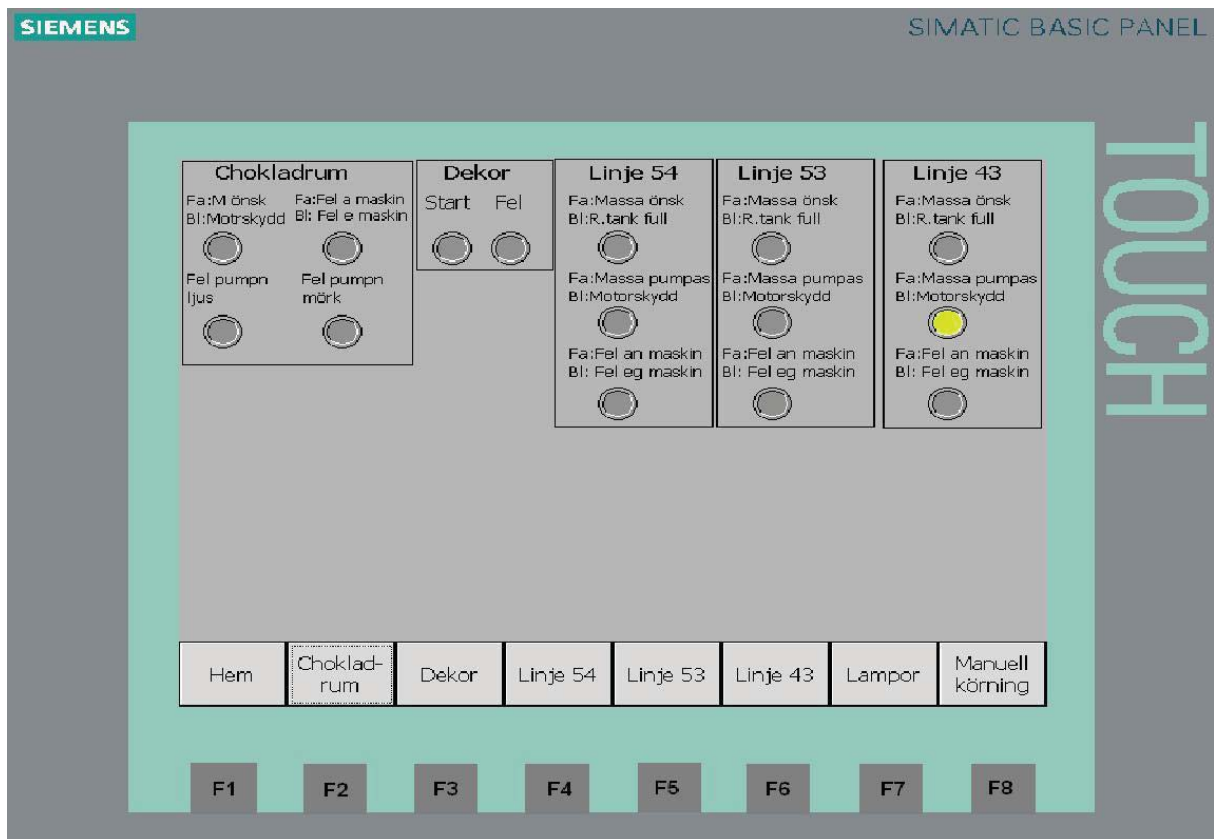 SIEMENS
SIMATIC BASIC PANEL
TOUCH
Chokladrum
Fa:M önsk
Bl:Motrskydd
Fa:Fel a maskin
Bl: Fel e maskin
Fel pumpn
ljus
Fel pumpn
mörk
Dekor
Start Fel
Linje 54
Fa:Massa önsk
Bl:R.tank full
Fa:Massa pumpas
Bl:Motorskydd
Fa:Fel an maskin
Bl: Fel eg maskin
Linje 53
Fa:Massa önsk
Bl:R.tank full
Fa:Massa pumpas
Bl:Motorskydd
Fa:Fel an maskin
Bl: Fel eg maskin
Linje 43
Fa:Massa önsk
Bl:R.tank full
Fa:Massa pumpas
Bl:Motorskydd
Fa:Fel an maskin
Bl: Fel eg maskin
Hem
Choklad-
rum
Dekor
Linje 54
Linje 53
Linje 43
Lampor
Manuell
körning
F1
F2
F3
F4
F5
F6
F7
F8